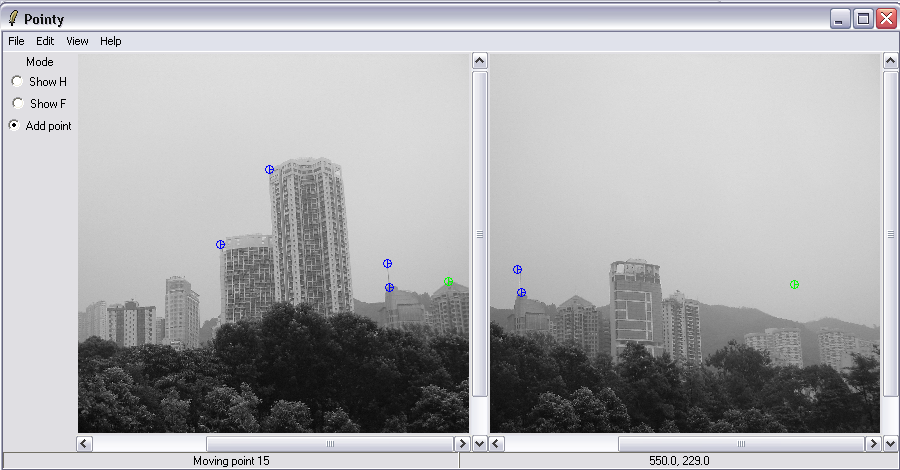 Pointy
File Edit View Help
Mode
Show H
Show F
Add point
Moving point 15
550.0, 229.0